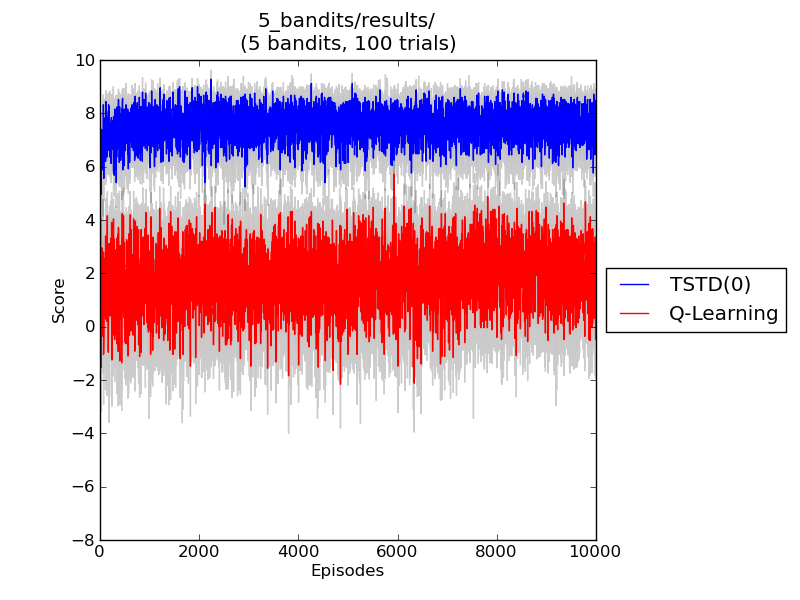 5_bandits/results/
(5 bandits, 100 trials)
10
8
6
4
2
0
−2
−4
−6
−8
Score
0 2000 4000 6000 8000 10000
Episodes
TSTD(0)
Q-Learning